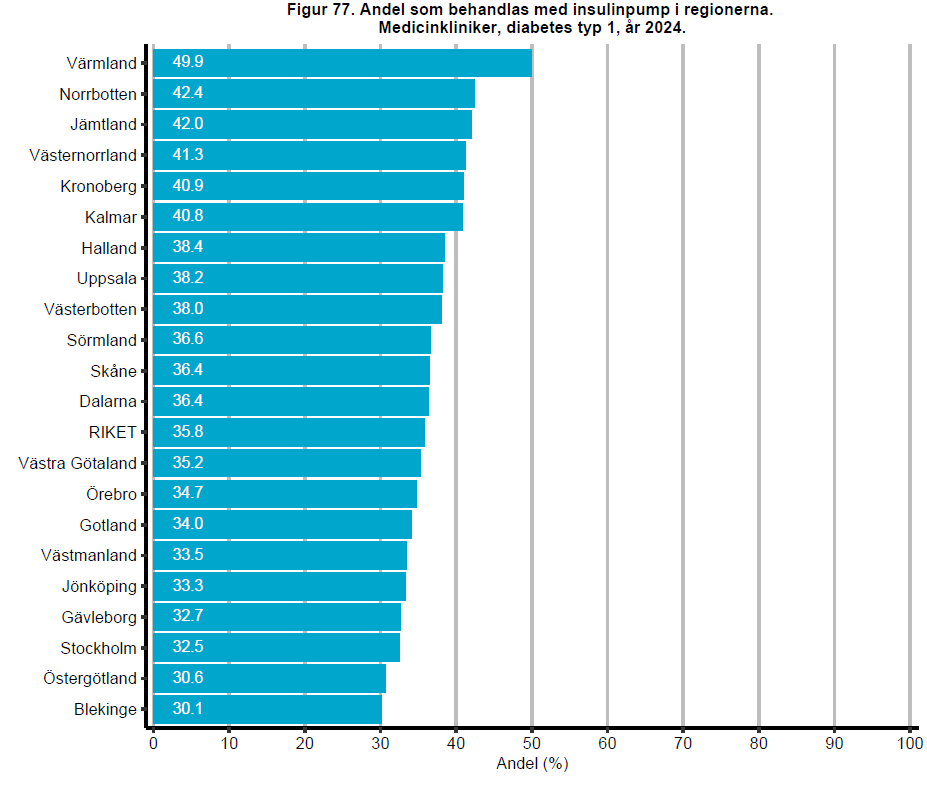 Figur 77. Andel som behandlas med insulinpump i regionerna.
Medicinkliniker, diabetes typ 1, år 2024.
Värmland 49.9
Norrbotten 42.4
Jämtland 42.0
Västernorrland 41.3
Kronoberg 40.9
Kalmar 40.8
Halland 38.4
Uppsala 38.2
Västerbotten 38.0
Sörmland 36.6
Skåne 36.4
Dalarna 36.4
RIKET 35.8
Västra Götaland 35.2
Örebro 34.7
Gotland 34.0
Västmanland 33.5
Jönköping 33.3
Gävleborg 32.7
Stockholm 32.5
Östergötland 30.6
Blekinge 30.1
0 10 20 30 40 50 60 70 80 90 100
Andel (%)